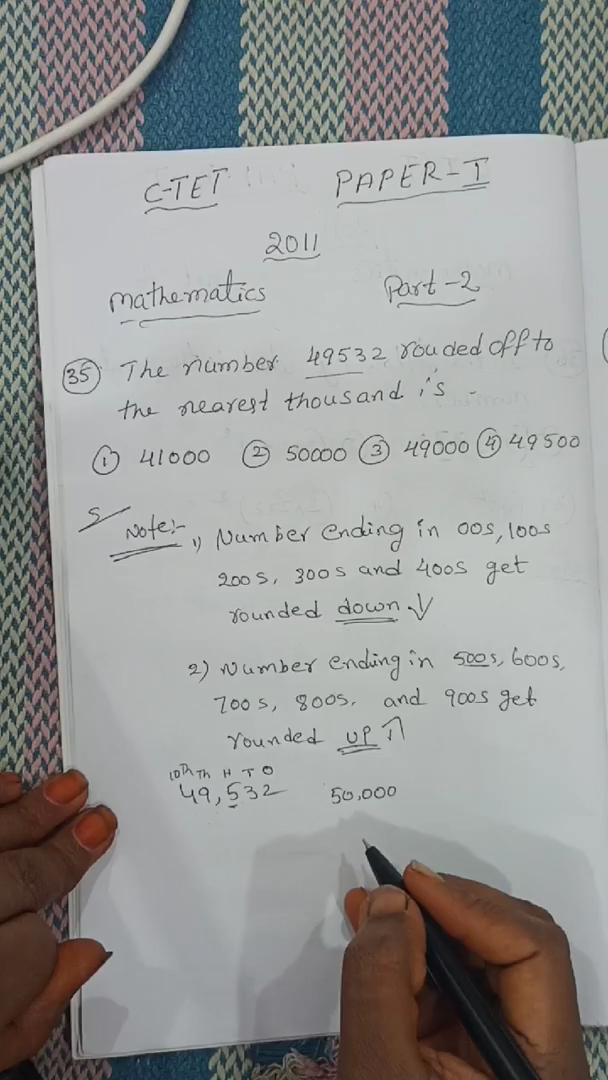 C-TET PAPER-I
2011
Mathematics Part-2
35 The number 49532 rouded off to
the nearest thousand is
1 41000 2 50000 3 49000 4 49500
S Note:- 1) Number ending in 00s, 100s
200s, 300s and 400s get
rounded down ↓
2) Number ending in 500s, 600s,
700s, 800s, and 900s get
rounded UP ↑
10th Th H T O
49,532 50,000